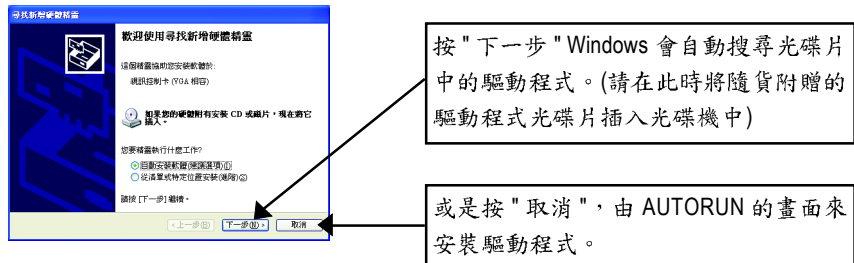 尋找新增硬體精靈
歡迎使用尋找新增硬體精靈
這個精靈協助您安裝軟體於:
視訊控制卡 (VGA 相容)
如果您的硬體附有安裝 CD 或磁片，現在將它
插入。
您要精靈執行什麼工作?
自動安裝軟體(建議選項)(I)
從清單或特定位置安裝(進階)(S)
請按 [下一步] 繼續。
<上一步(B)
下一步(N)>
取消
按 " 下一步 " Windows 會自動搜尋光碟片
中的驅動程式。(請在此時將隨貨附贈的
驅動程式光碟片插入光碟機中)
或是按 " 取消 "，由 AUTORUN 的畫面來
安裝驅動程式。